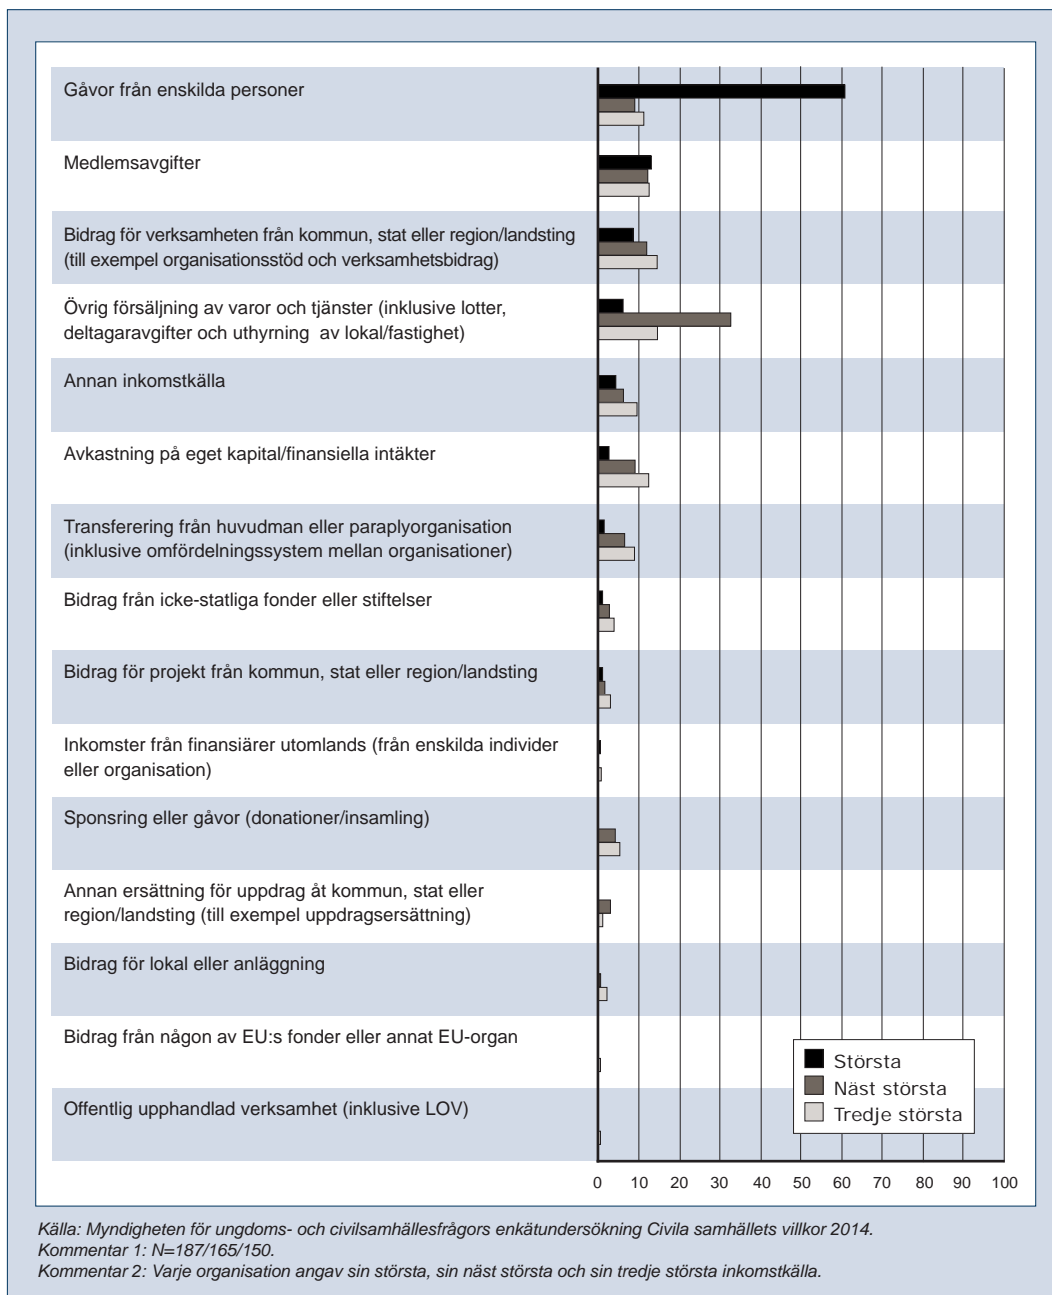 Gåvor från enskilda personer
Medlemsavgifter
Bidrag för verksamheten från kommun, stat eller region/landsting
(till exempel organisationsstöd och verksamhetsbidrag)
Övrig försäljning av varor och tjänster (inklusive lotter,
deltagaravgifter och uthyrning av lokal/fastighet)
Annan inkomstkälla
Avkastning på eget kapital/finansiella intäkter
Transferering från huvudman eller paraplyorganisation
(inklusive omfördelningssystem mellan organisationer)
Bidrag från icke-statliga fonder eller stiftelser
Bidrag för projekt från kommun, stat eller region/landsting
Inkomster från finansiärer utomlands (från enskilda individer
eller organisation)
Sponsring eller gåvor (donationer/insamling)
Annan ersättning för uppdrag åt kommun, stat eller
region/landsting (till exempel uppdragsersättning)
Bidrag för lokal eller anläggning
Bidrag från någon av EU:s fonder eller annat EU-organ
Offentlig upphandlad verksamhet (inklusive LOV)
Största
Näst största
Tredje största
0 10 20 30 40 50 60 70 80 90 100
Källa: Myndigheten för ungdoms- och civilsamhällesfrågors enkätundersökning Civila samhällets villkor 2014.
Kommentar 1: N=187/165/150.
Kommentar 2: Varje organisation angav sin största, sin näst största och sin tredje största inkomstkälla.